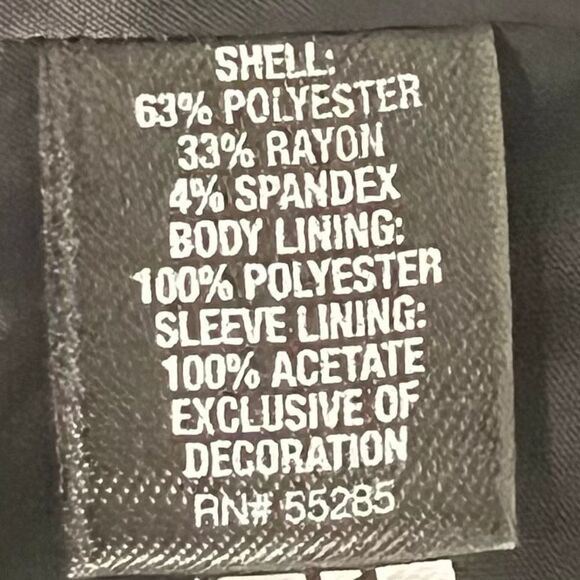 SHELL:
63% POLYESTER
33% RAYON
4% SPANDEX
BODY LINING:
100% POLYESTER
SLEEVE LINING:
100% ACETATE
EXCLUSIVE OF
DECORATION
RN# 55285